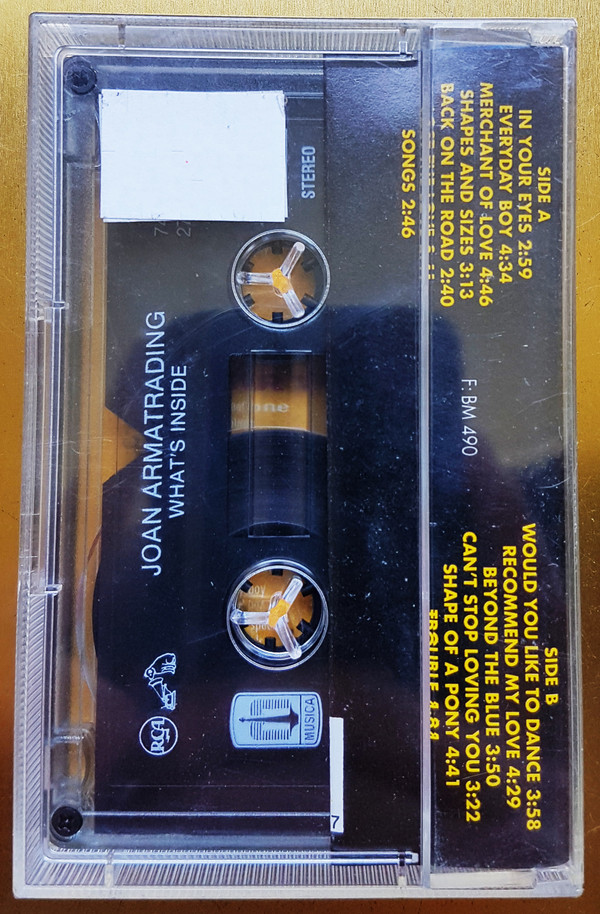 SIDE A
IN YOUR EYES 2:59
EVERYDAY BOY 4:34
MERCHANT OF LOVE 4:46
SHAPES AND SIZES 3:13
BACK ON THE ROAD 2:40
SONGS 2:46
F: BM 490
SIDE B
WOULD YOU LIKE TO DANCE 3:58
RECOMMEND MY LOVE 4:29
BEYOND THE BLUE 3:50
CAN'T STOP LOVING YOU 3:22
SHAPE OF A PONY 4:41
TROUBLE
STEREO
JOAN ARMATRADING
WHAT'S INSIDE
RCA
MUSICA
7